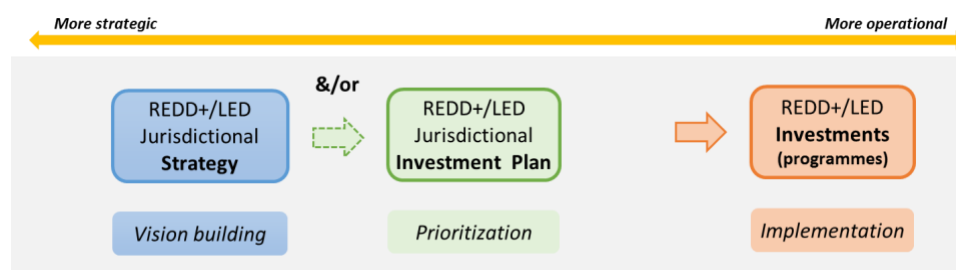 More strategic
More operational
&/or
REDD+/LED
Jurisdictional
Strategy
REDD+/LED
Jurisdictional
Investment Plan
REDD+/LED
Investments
(programmes)
Vision building
Prioritization
Implementation